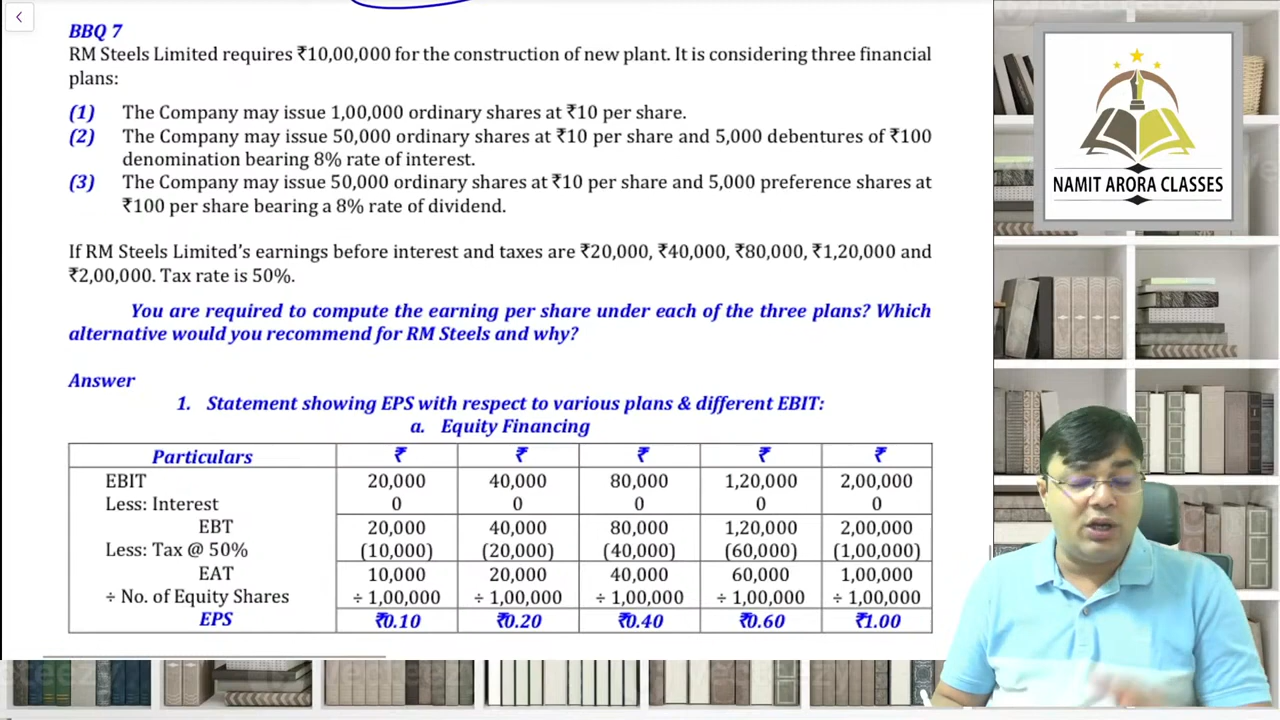 BBQ 7
RM Steels Limited requires ₹10,00,000 for the construction of new plant. It is considering three financial
plans:
(1) The Company may issue 1,00,000 ordinary shares at ₹10 per share.
(2) The Company may issue 50,000 ordinary shares at ₹10 per share and 5,000 debentures of ₹100
denomination bearing 8% rate of interest.
(3) The Company may issue 50,000 ordinary shares at ₹10 per share and 5,000 preference shares at
₹100 per share bearing a 8% rate of dividend.
If RM Steels Limited's earnings before interest and taxes are ₹20,000, ₹40,000, ₹80,000, ₹1,20,000 and
₹2,00,000. Tax rate is 50%.
You are required to compute the earning per share under each of the three plans? Which
alternative would you recommend for RM Steels and why?
Answer
1. Statement showing EPS with respect to various plans & different EBIT:
a. Equity Financing
Particulars ₹ ₹ ₹ ₹ ₹
EBIT 20,000 40,000 80,000 1,20,000 2,00,000
Less: Interest 0 0 0 0 0
EBT 20,000 40,000 80,000 1,20,000 2,00,000
Less: Tax @ 50% (10,000) (20,000) (40,000) (60,000) (1,00,000)
EAT 10,000 20,000 40,000 60,000 1,00,000
÷ No. of Equity Shares ÷ 1,00,000 ÷ 1,00,000 ÷ 1,00,000 ÷ 1,00,000 ÷ 1,00,000
EPS ₹0.10 ₹0.20 ₹0.40 ₹0.60 ₹1.00
NAMIT ARORA CLASSES